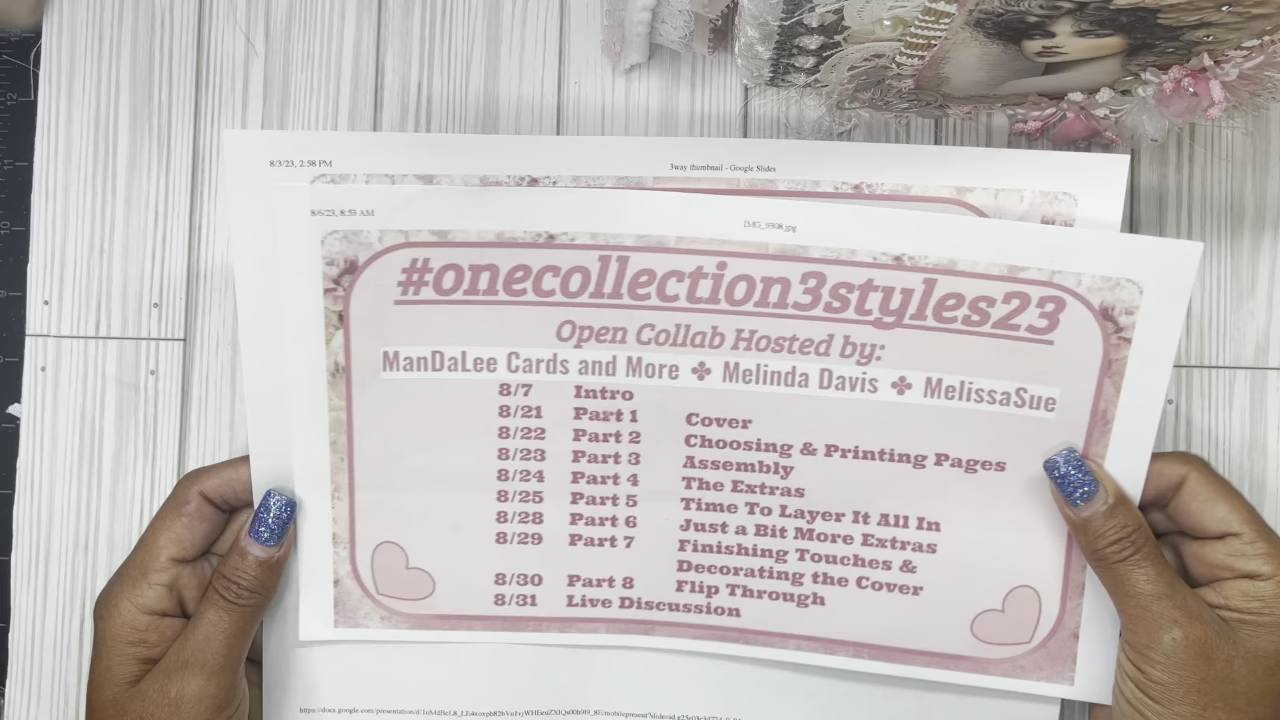 8/3/23, 2:58 PM
3way thumbnail - Google Slides
8/6/23, 8:53 AM
IMG_9308.jpg
#onecollection3styles23
Open Collab Hosted by:
ManDaLee Cards and More ✤ Melinda Davis ✤ MelissaSue
8/7 Intro
8/21 Part 1 Cover
8/22 Part 2 Choosing & Printing Pages
8/23 Part 3 Assembly
8/24 Part 4 The Extras
8/25 Part 5 Time To Layer It All In
8/28 Part 6 Just a Bit More Extras
8/29 Part 7 Finishing Touches &
Decorating the Cover
8/30 Part 8 Flip Through
8/31 Live Discussion